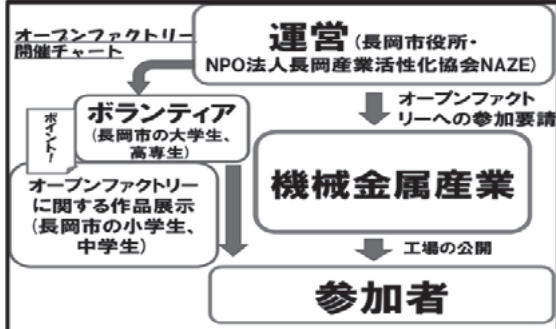 オープンファクトリー
開催チャート
運営(長岡市役所・
NPO法人長岡産業活性化協会NAZE)
オープンファクト
リーへの参加要請
ボランティア
(長岡市の大学生、
高専生)
ポイント!
オープンファクトリー
に関する作品展示
(長岡市の小学生、
中学生)
機械金属産業
工場の公開
参加者